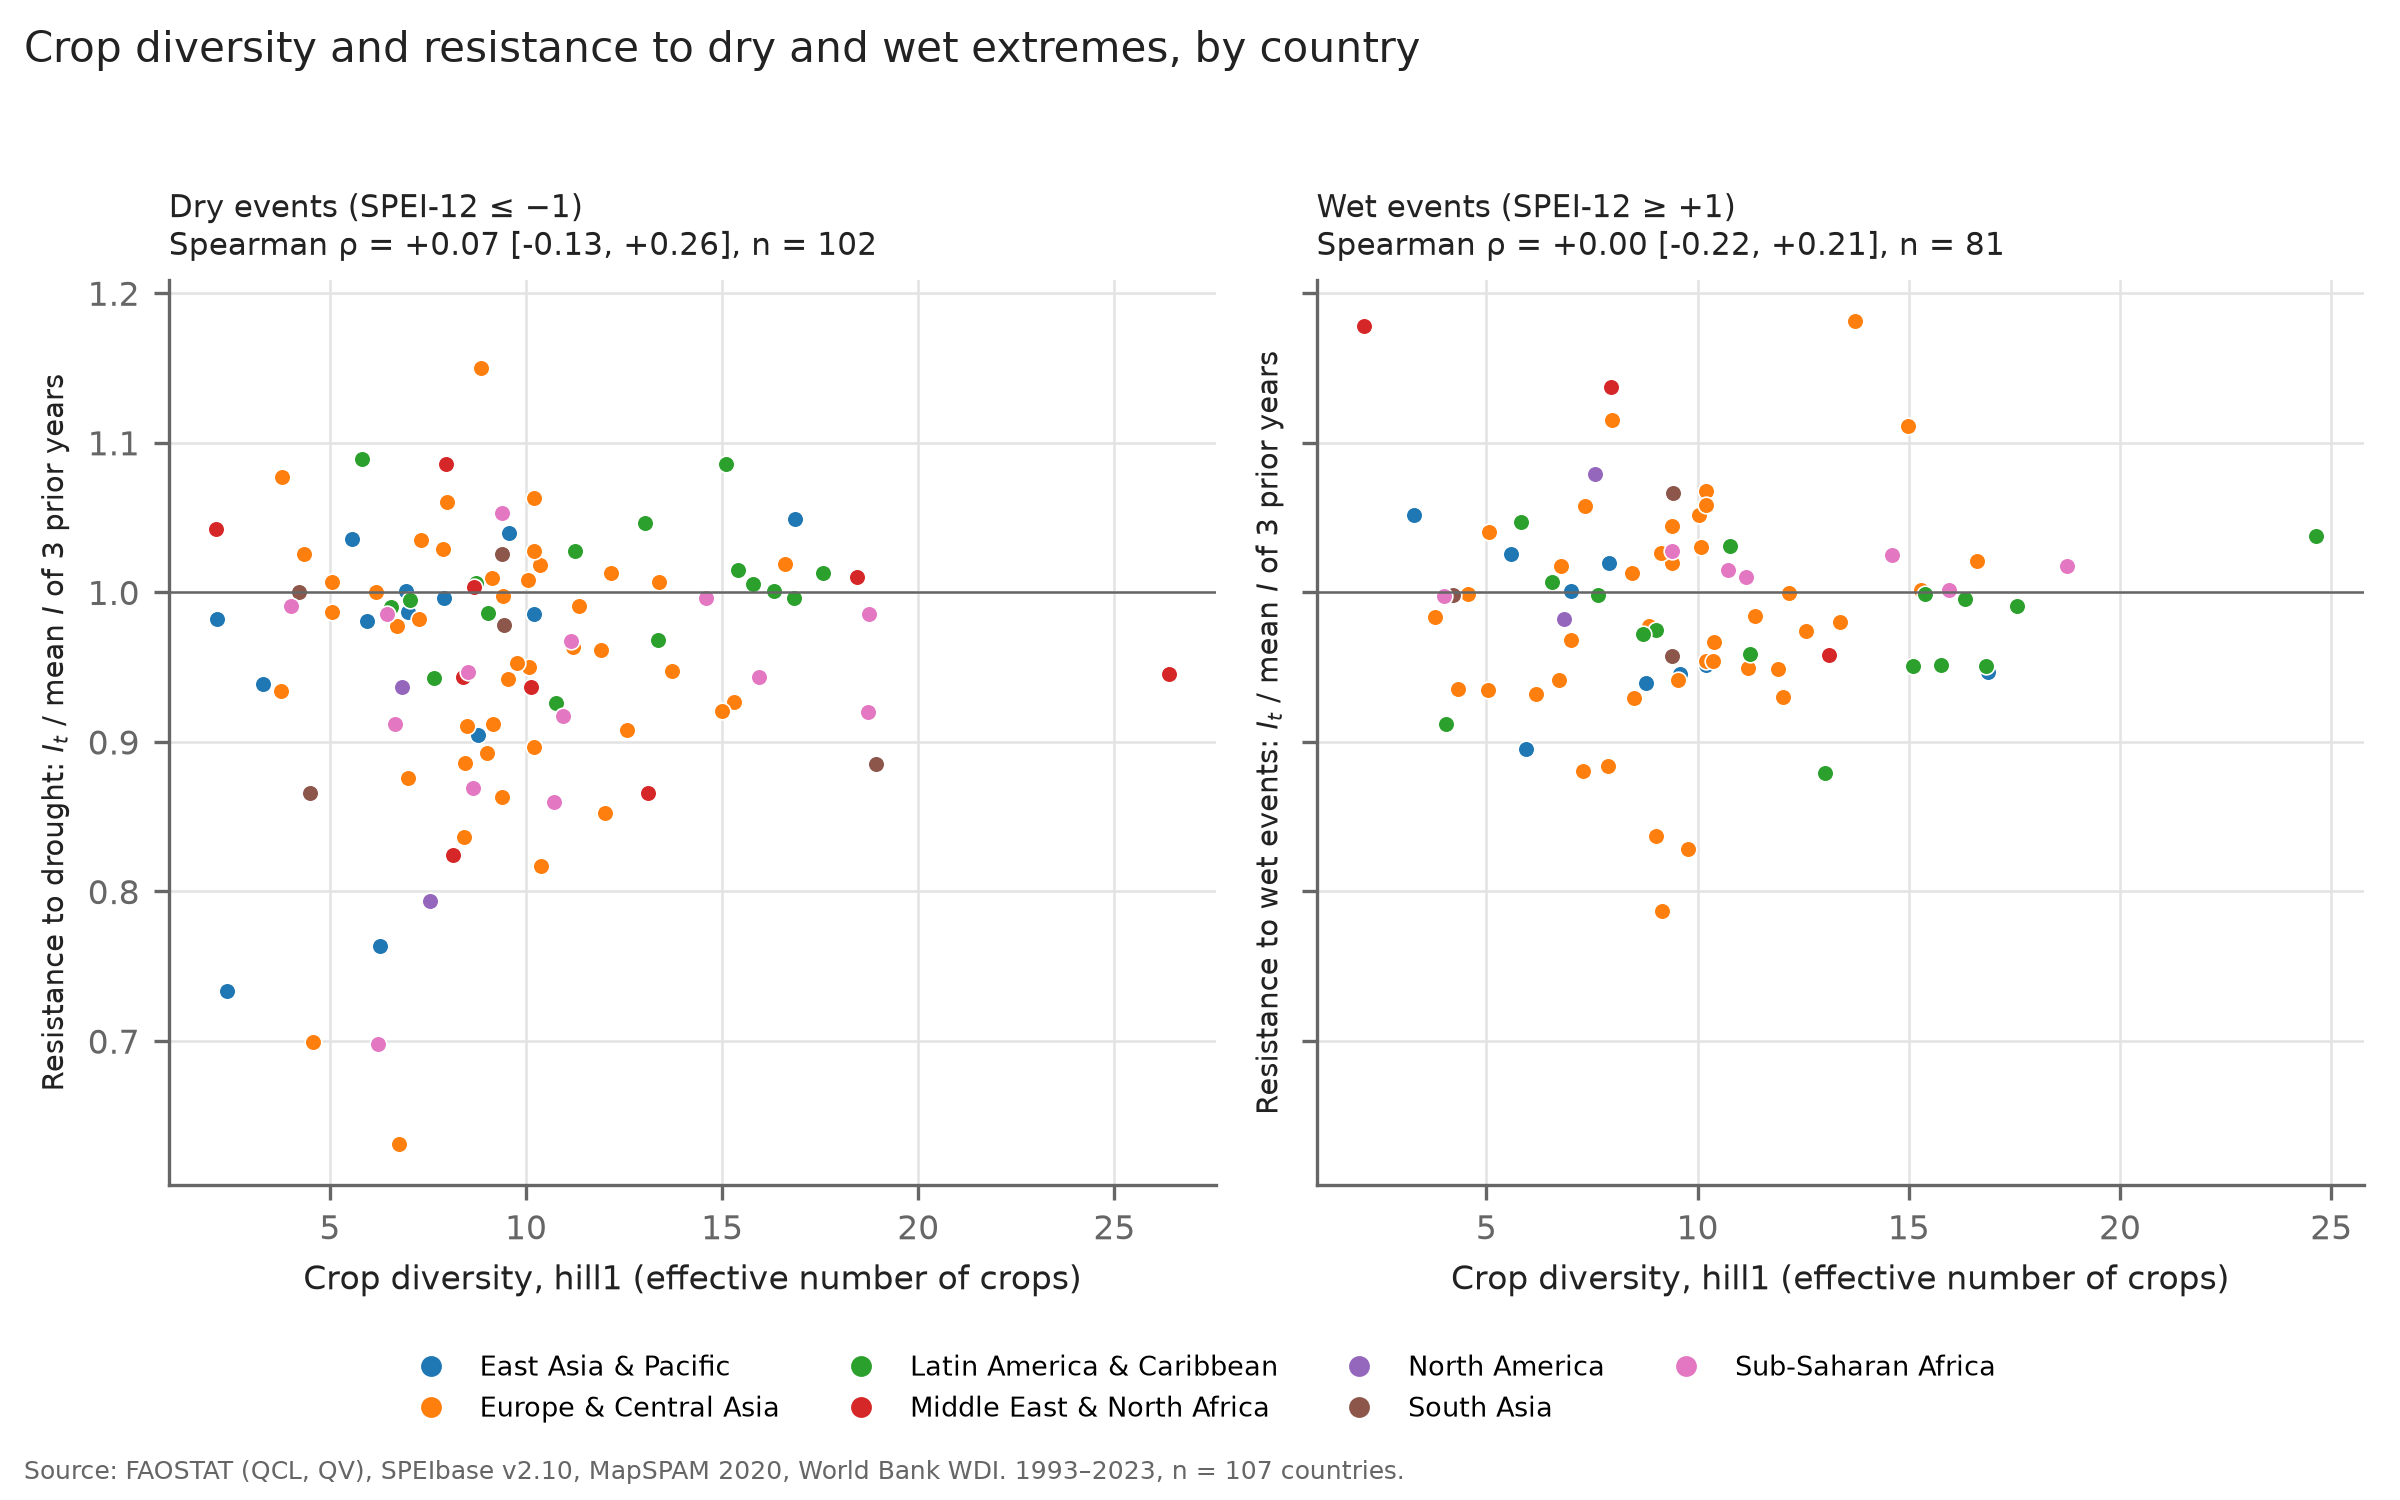 Crop diversity and resistance to dry and wet extremes, by country
Dry events (SPEI-12 ≤ −1)
Spearman ρ = +0.07 [-0.13, +0.26], n = 102
Wet events (SPEI-12 ≥ +1)
Spearman ρ = +0.00 [-0.22, +0.21], n = 81
Resistance to drought: I_t / mean I of 3 prior years
1.2
1.1
1.0
0.9
0.8
0.7
5 10 15 20 25
Crop diversity, hill1 (effective number of crops)
Resistance to wet events: I_t / mean I of 3 prior years
5 10 15 20 25
Crop diversity, hill1 (effective number of crops)
East Asia & Pacific
Europe & Central Asia
Latin America & Caribbean
Middle East & North Africa
North America
South Asia
Sub-Saharan Africa
Source: FAOSTAT (QCL, QV), SPEIbase v2.10, MapSPAM 2020, World Bank WDI. 1993–2023, n = 107 countries.